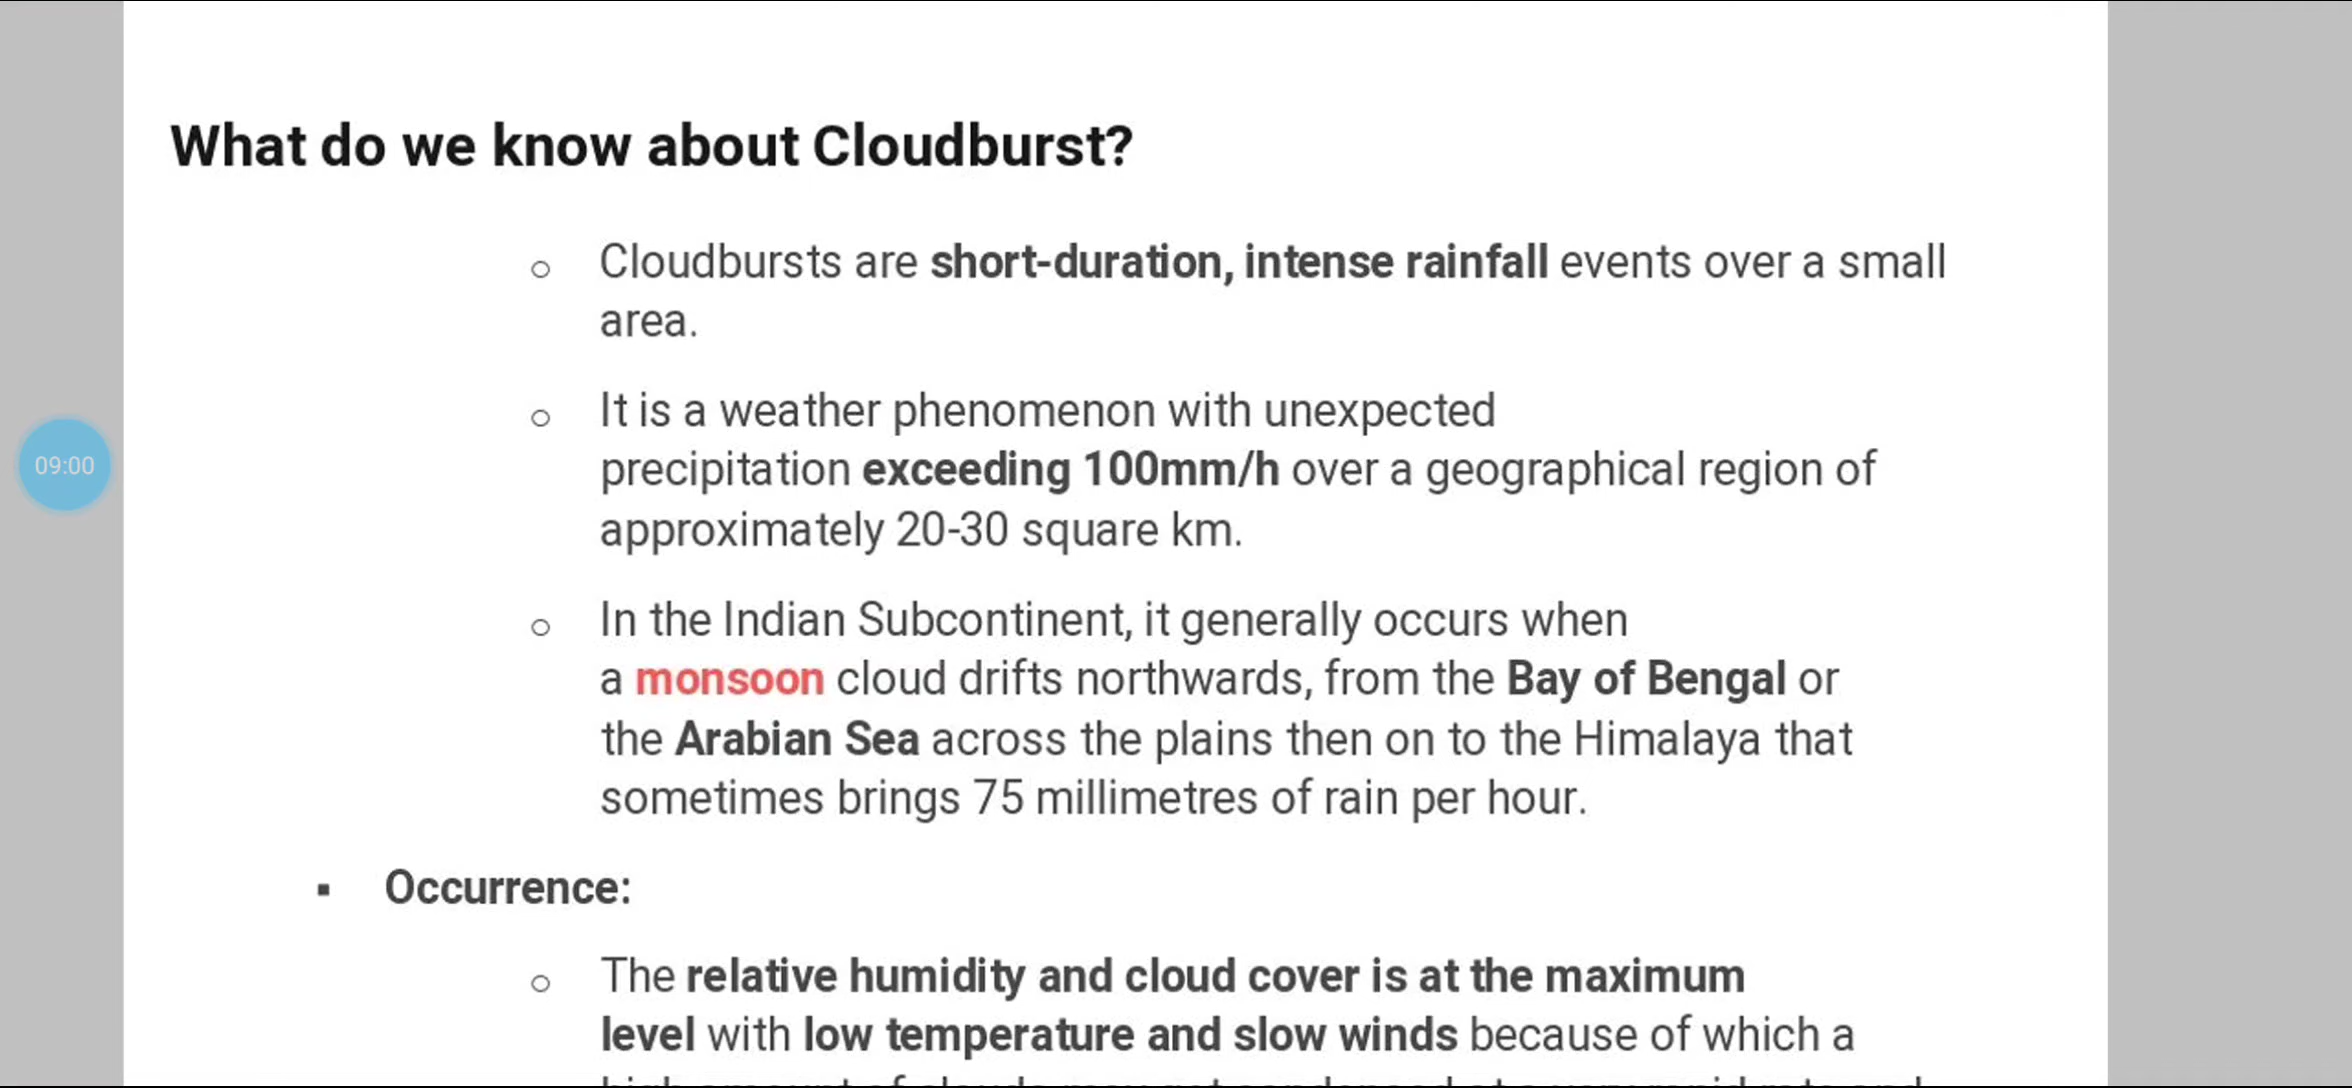 What do we know about Cloudburst?
Cloudbursts are short-duration, intense rainfall events over a small
area.
It is a weather phenomenon with unexpected
precipitation exceeding 100mm/h over a geographical region of
09:00
approximately 20-30 square km.
In the Indian Subcontinent, it generally occurs when
a monsoon cloud drifts northwards, from the Bay of Bengal or
the Arabian Sea across the plains then on to the Himalaya that
sometimes brings 75 millimetres of rain per hour.
Occurrence:
The relative humidity and cloud cover is at the maximum
level with low temperature and slow winds because of which a